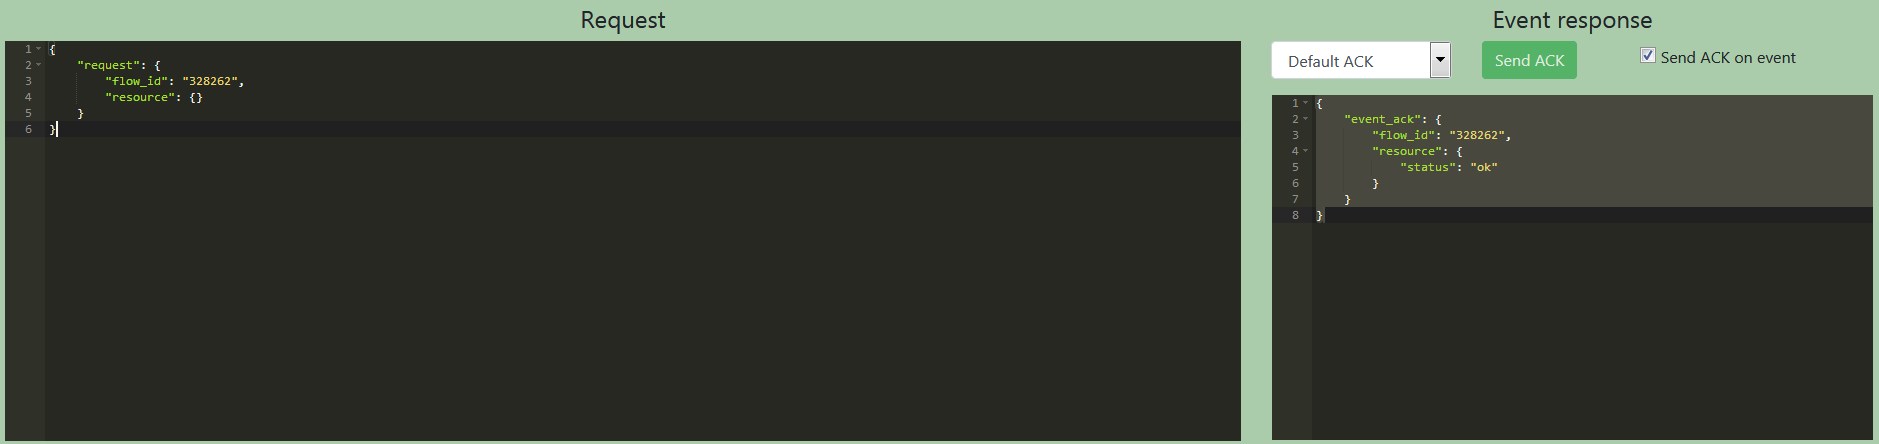 Request
1 {
2 "request": {
3 "flow_id": "328262",
4 "resource": {}
5 }
6 }
Event response
Default ACK
Send ACK
Send ACK on event
1 {
2 "event_ack": {
3 "flow_id": "328262",
4 "resource": {
5 "status": "ok"
6 }
7 }
8 }